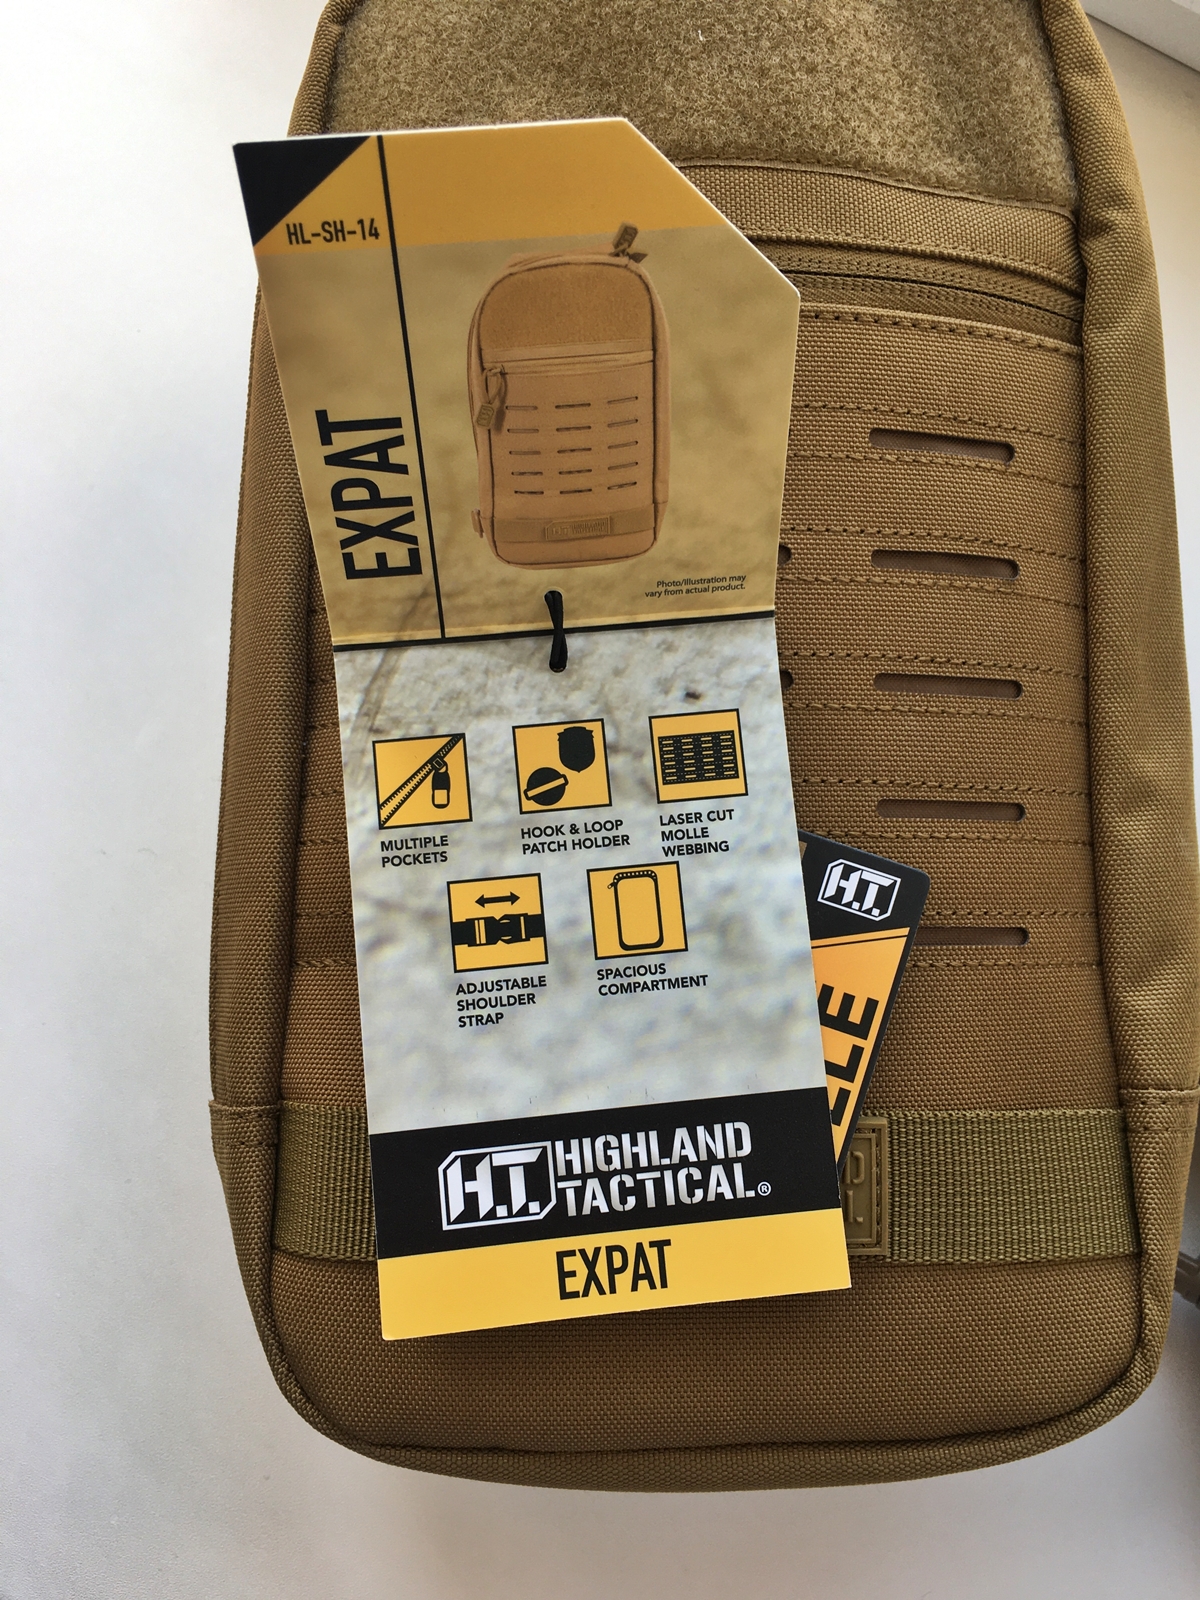 HL-SH-14
EXPAT
Photo/Illustration may
vary from actual product.
MULTIPLE
POCKETS
HOOK & LOOP
PATCH HOLDER
LASER CUT
MOLLE
WEBBING
ADJUSTABLE
SHOULDER
STRAP
SPACIOUS
COMPARTMENT
H.T.
LLE
H.T. HIGHLAND
TACTICAL®
EXPAT